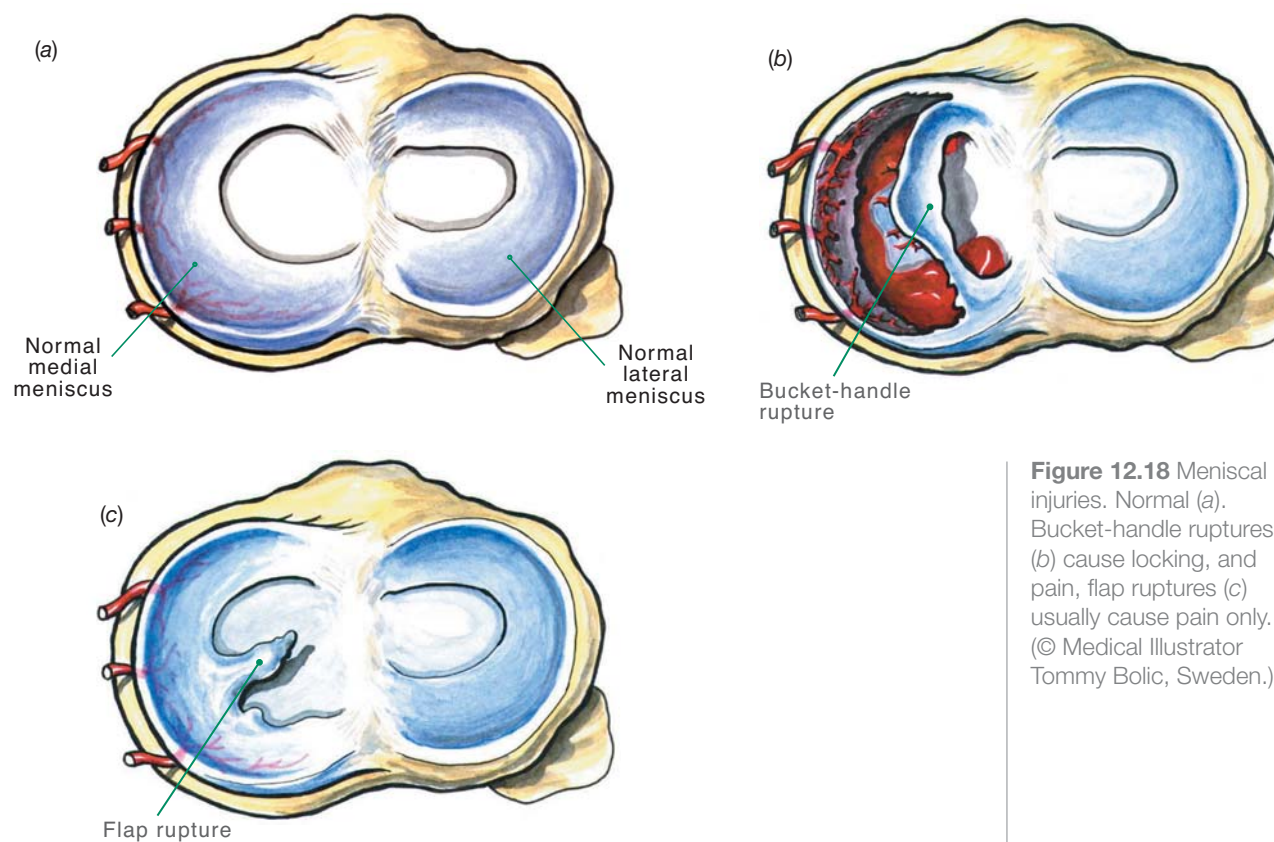 (a)
Normal
medial
meniscus
Normal
lateral
meniscus
(b)
Bucket-handle
rupture
(c)
Flap rupture
Figure 12.18 Meniscal
injuries. Normal (a).
Bucket-handle ruptures
(b) cause locking, and
pain, flap ruptures (c)
usually cause pain only.
(© Medical Illustrator
Tommy Bolic, Sweden.)